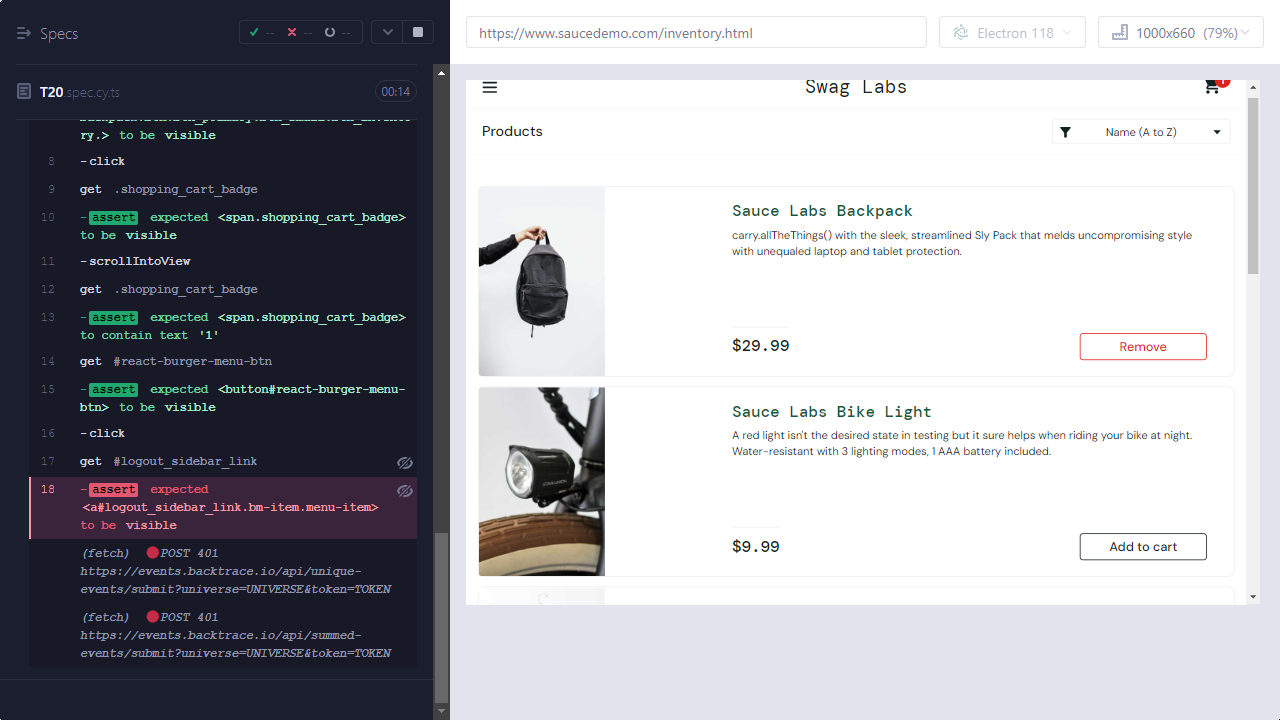 Specs
-- -- --
T20 spec.cy.ts 00:14
ry.> to be visible
8 -click
9 get .shopping_cart_badge
10 -assert expected <span.shopping_cart_badge>
to be visible
11 -scrollIntoView
12 get .shopping_cart_badge
13 -assert expected <span.shopping_cart_badge>
to contain text '1'
14 get #react-burger-menu-btn
15 -assert expected <button#react-burger-menu-
btn> to be visible
16 -click
17 get #logout_sidebar_link
18 -assert expected
<a#logout_sidebar_link.bm-item.menu-item>
to be visible
(fetch) POST 401
https://events.backtrace.io/api/unique-
events/submit?universe=UNIVERSE&token=TOKEN
(fetch) POST 401
https://events.backtrace.io/api/summed-
events/submit?universe=UNIVERSE&token=TOKEN
https://www.saucedemo.com/inventory.html
Electron 118
1000x660 (79%)
Swag Labs
Products
Name (A to Z)
Sauce Labs Backpack
carry.allTheThings() with the sleek, streamlined Sly Pack that melds uncompromising style
with unequaled laptop and tablet protection.
$29.99
Remove
Sauce Labs Bike Light
A red light isn't the desired state in testing but it sure helps when riding your bike at night.
Water-resistant with 3 lighting modes, 1 AAA battery included.
$9.99
Add to cart